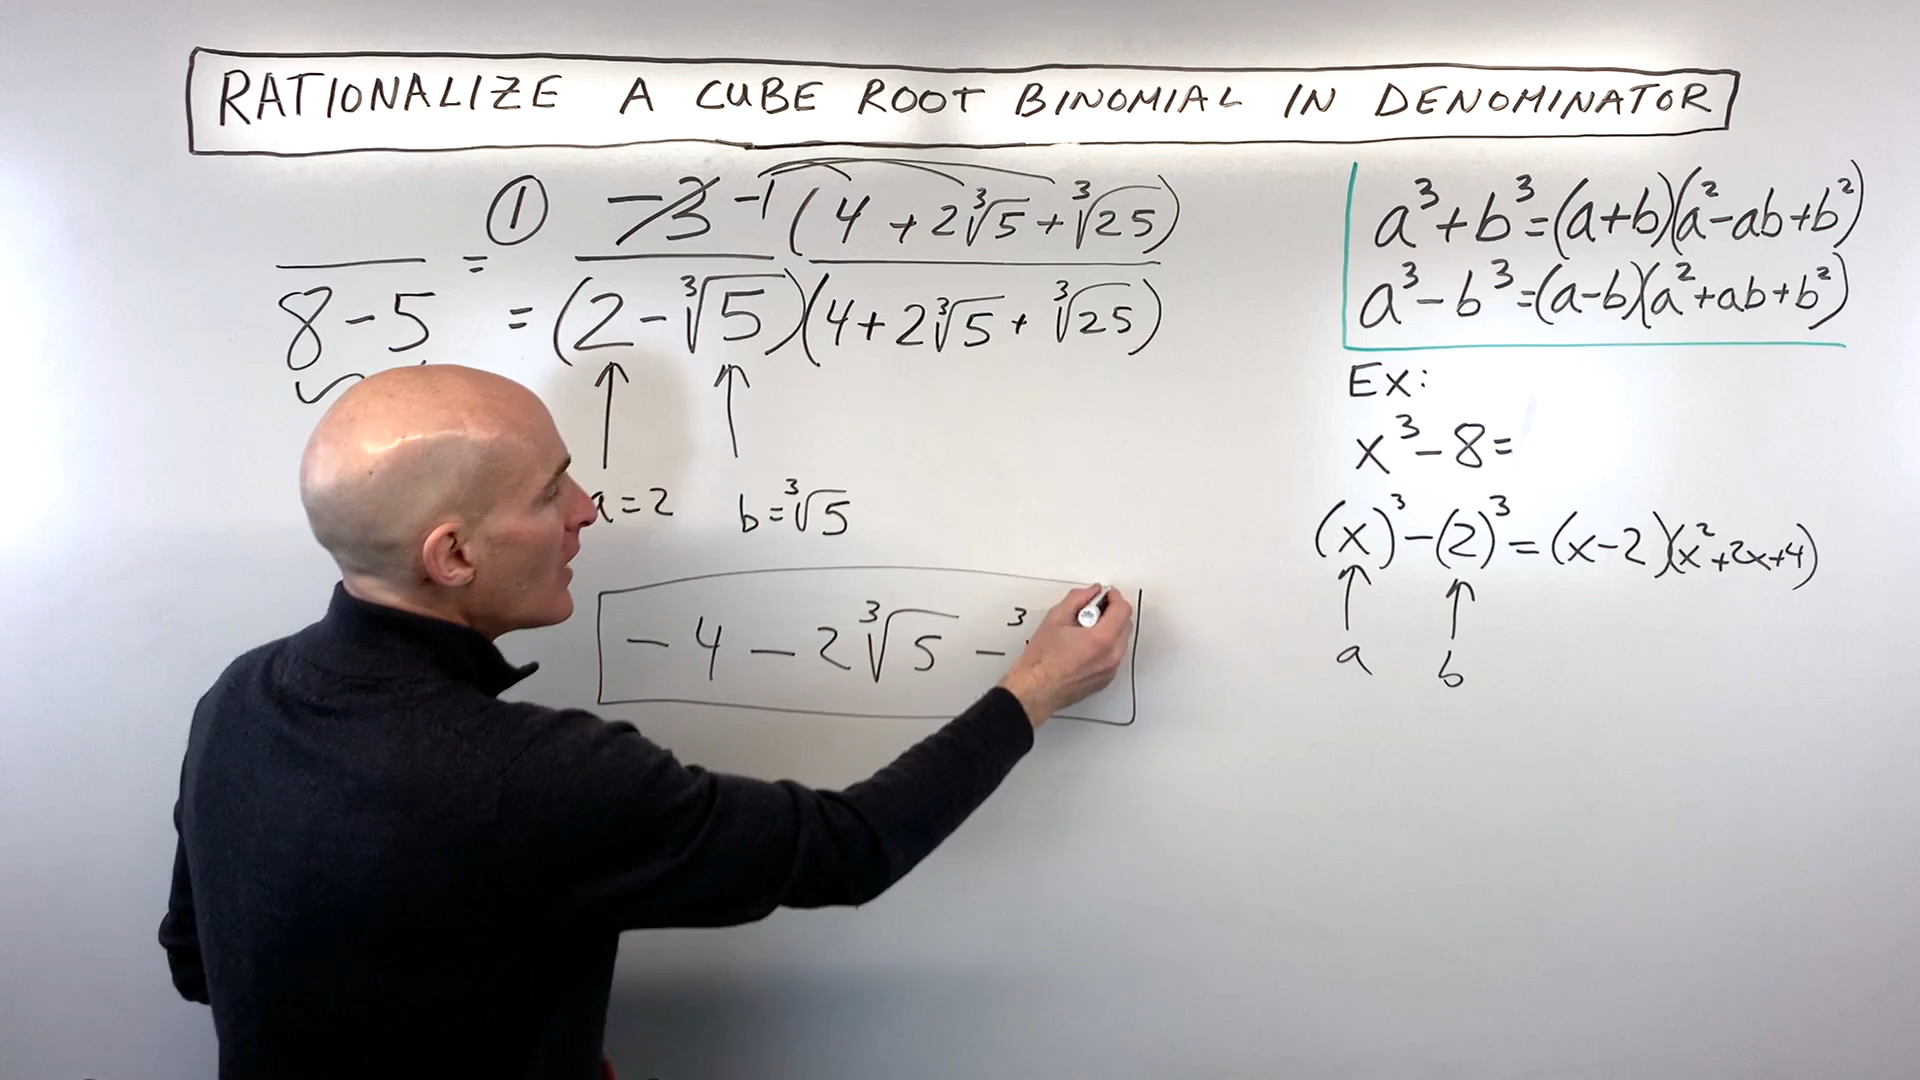 RATIONALIZE A CUBE ROOT BINOMIAL IN DENOMINATOR
① -3 -1 (4 + 2∛5 + ∛25)
=
8 - 5 = (2 - ∛5)(4 + 2∛5 + ∛25)
a = 2 b = ∛5
- 4 - 2∛5 - ³
a³ + b³ = (a+b)(a² - ab + b²)
a³ - b³ = (a-b)(a² + ab + b²)
Ex:
x³ - 8 =
(x)³ - (2)³ = (x-2)(x² + 2x + 4)
a b